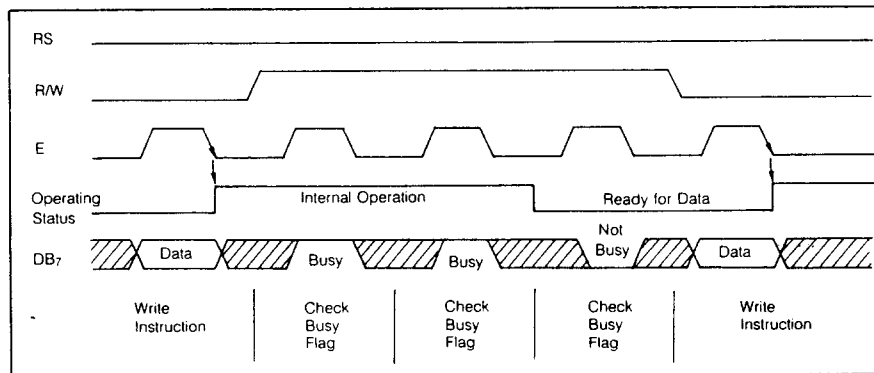 RS
R/W
E
Operating Status
Internal Operation
Ready for Data
DB7
Data
Busy
Busy
Not
Busy
Data
Write
Instruction
Check
Busy
Flag
Check
Busy
Flag
Check
Busy
Flag
Write
Instruction